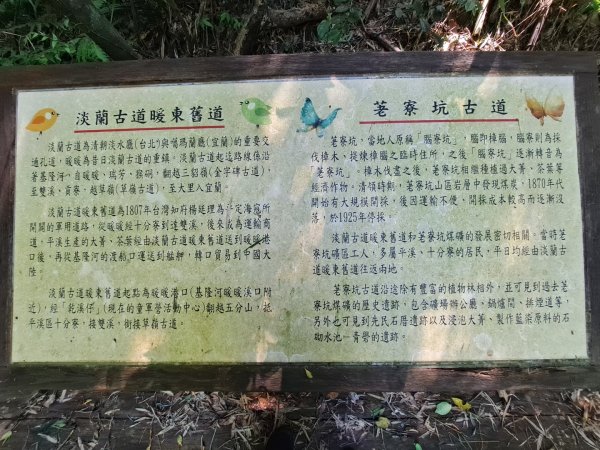 淡蘭古道暖東舊道
淡蘭古道為清朝淡水廳(台北)與噶瑪蘭廳(宜蘭)的重要交
通孔道,暖暖為昔日淡蘭古道的重鎮。淡蘭古道起迄路線係沿
著基隆河,自暖暖、瑞芳、猴硐,翻越三貂嶺(金字碑古道),
至雙溪、貢寮,越草嶺(草嶺古道),至大里入宜蘭。
淡蘭古道暖東舊道為1807年台灣知府楊廷理為平定海寇所
開闢的軍用道路,從暖暖經十分寮到達雙溪,後來成為運輸商
道,平溪生產的大菁、茶葉經由淡蘭古道暖東舊道送到暖暖港
口後,再從基隆河的渡船口運送到艋舺,轉口貿易到中國大
陸。
淡蘭古道暖東舊道起點為暖暖港口(基隆河暖暖溪口附
近),經「乾溪仔」(現在的童軍營活動中心)翻越五分山,抵
平溪區十分寮,接雙溪,銜接草嶺古道。
荖寮坑古道
荖寮坑,當地人原稱「腦寮坑」,腦即樟腦,腦寮則為採
伐樟木、提煉樟腦之臨時住所,之後「腦寮坑」逐漸轉音為
「荖寮坑」。樟木伐盡之後,荖寮坑相繼種植過大菁、茶葉等
經濟作物。清領時期,荖寮坑山區岩層中發現煤炭,1870年代
開始有大規模開採,後因運輸不便、開採成本較高而逐漸沒
落,於1925年停採。
淡蘭古道暖東舊道和荖寮坑煤礦的發展密切相關。當時荖
寮坑礦區工人,多屬平溪、十分寮的居民,平日均經由淡蘭古
道暖東舊道往返兩地。
荖寮坑古道沿途除有豐富的植物林相外,並可見到過去荖
寮坑煤礦的歷史遺跡,包含礦場辦公廳、鍋爐間、排煙道等,
另外也可見到先民石厝遺跡以及浸泡大菁、製作藍染原料的石
砌水池—菁礐的遺跡。